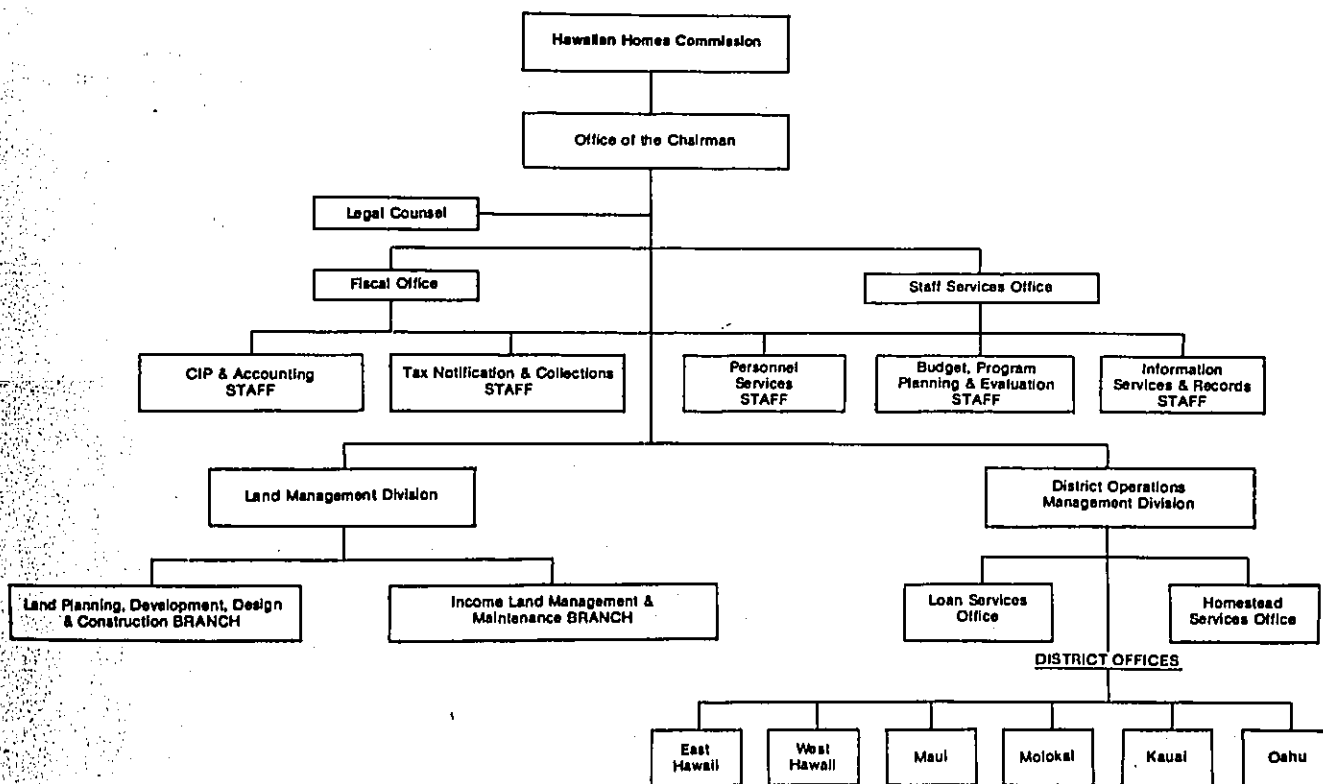 Hawaiian Homes Commission
Office of the Chairman
Legal Counsel
Fiscal Office
Staff Services Office
CIP & Accounting
STAFF
Tax Notification & Collections
STAFF
Personnel
Services
STAFF
Budget, Program
Planning & Evaluation
STAFF
Information
Services & Records
STAFF
Land Management Division
District Operations
Management Division
Land Planning, Development, Design
& Construction BRANCH
Income Land Management &
Maintenance BRANCH
Loan Services
Office
Homestead
Services Office
DISTRICT OFFICES
East
Hawaii
West
Hawaii
Maui
Molokai
Kauai
Oahu